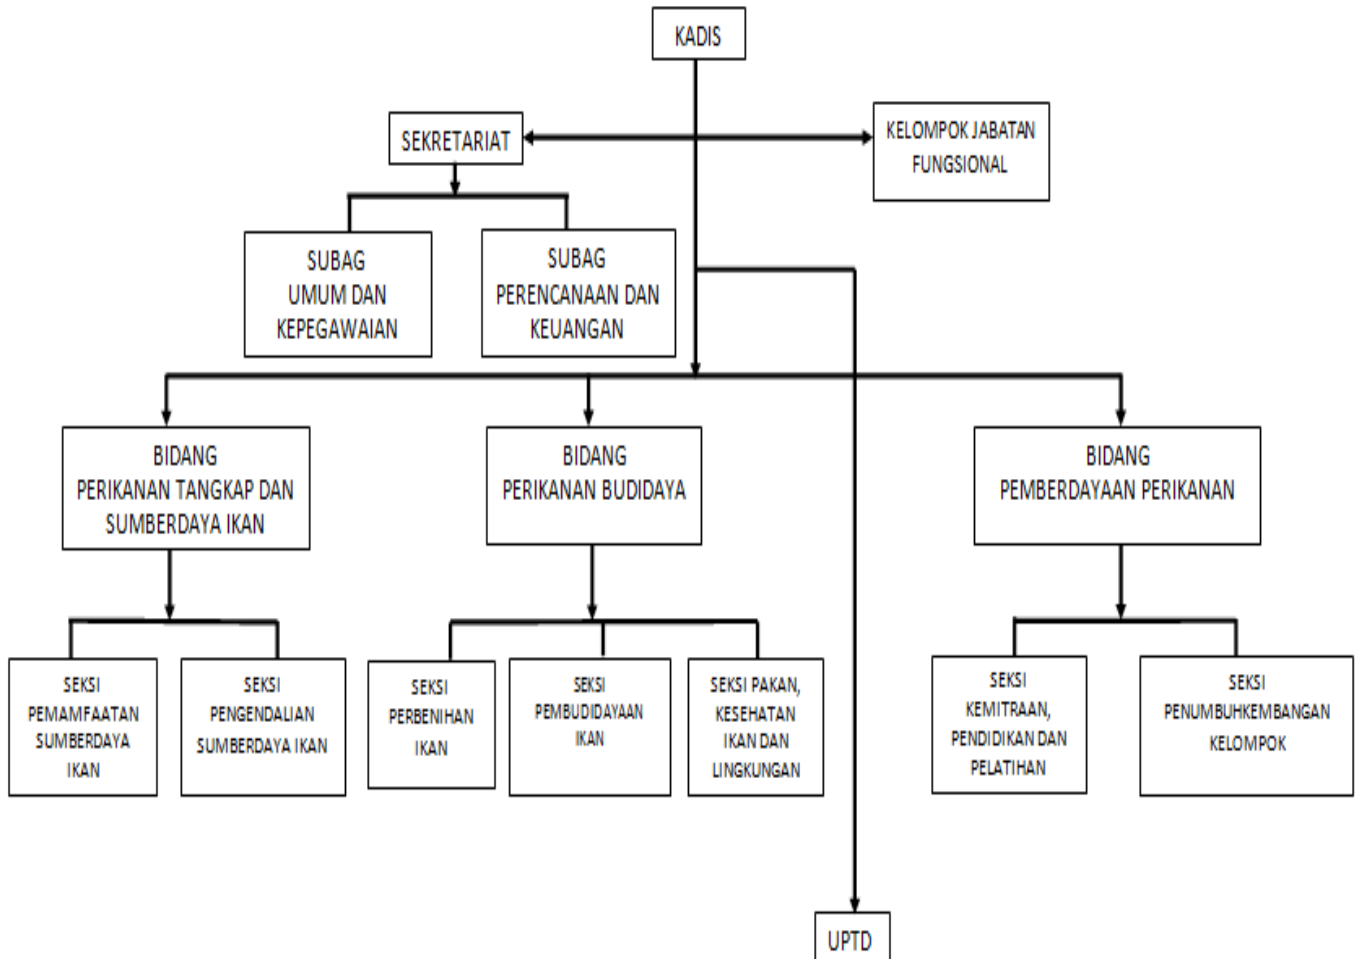 KADIS
SEKRETARIAT
KELOMPOK JABATAN
FUNGSIONAL
SUBAG
UMUM DAN
KEPEGAWAIAN
SUBAG
PERENCANAAN DAN
KEUANGAN
BIDANG
PERIKANAN TANGKAP DAN
SUMBERDAYA IKAN
BIDANG
PERIKANAN BUDIDAYA
BIDANG
PEMBERDAYAAN PERIKANAN
SEKSI
PEMAMFAATAN
SUMBERDAYA
IKAN
SEKSI
PENGENDALIAN
SUMBERDAYA IKAN
SEKSI
PERBENIHAN
IKAN
SEKSI
PEMBUDIDAYAAN
IKAN
SEKSI PAKAN,
KESEHATAN
IKAN DAN
LINGKUNGAN
SEKSI
KEMITRAAN,
PENDIDIKAN DAN
PELATIHAN
SEKSI
PENUMBUHKEMBANGAN
KELOMPOK
UPTD